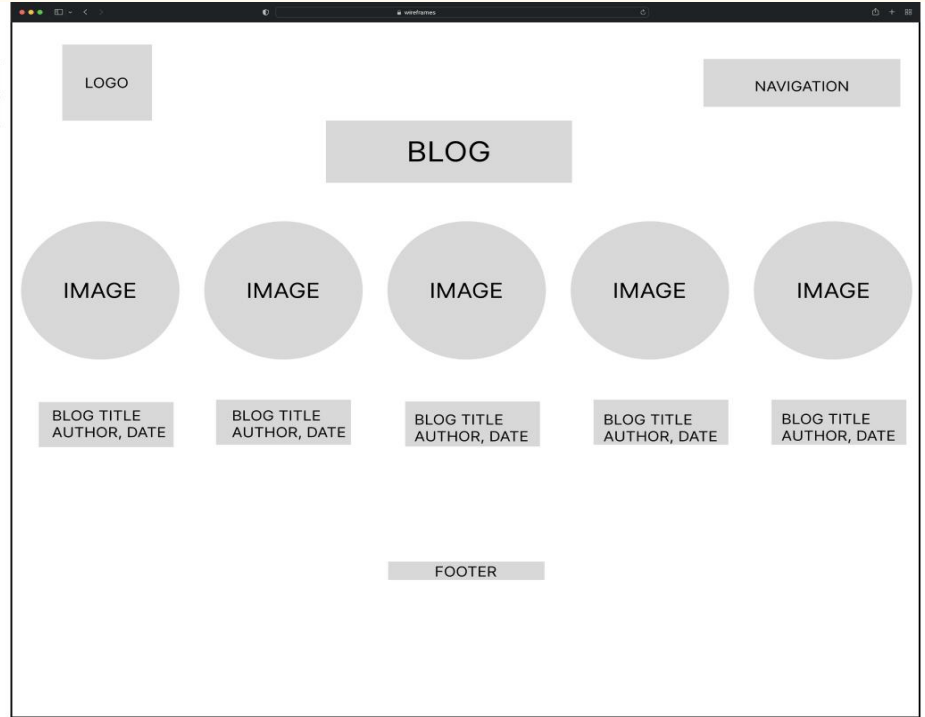 wireframes
LOGO
NAVIGATION
BLOG
IMAGE
IMAGE
IMAGE
IMAGE
IMAGE
BLOG TITLE
AUTHOR, DATE
BLOG TITLE
AUTHOR, DATE
BLOG TITLE
AUTHOR, DATE
BLOG TITLE
AUTHOR, DATE
BLOG TITLE
AUTHOR, DATE
FOOTER